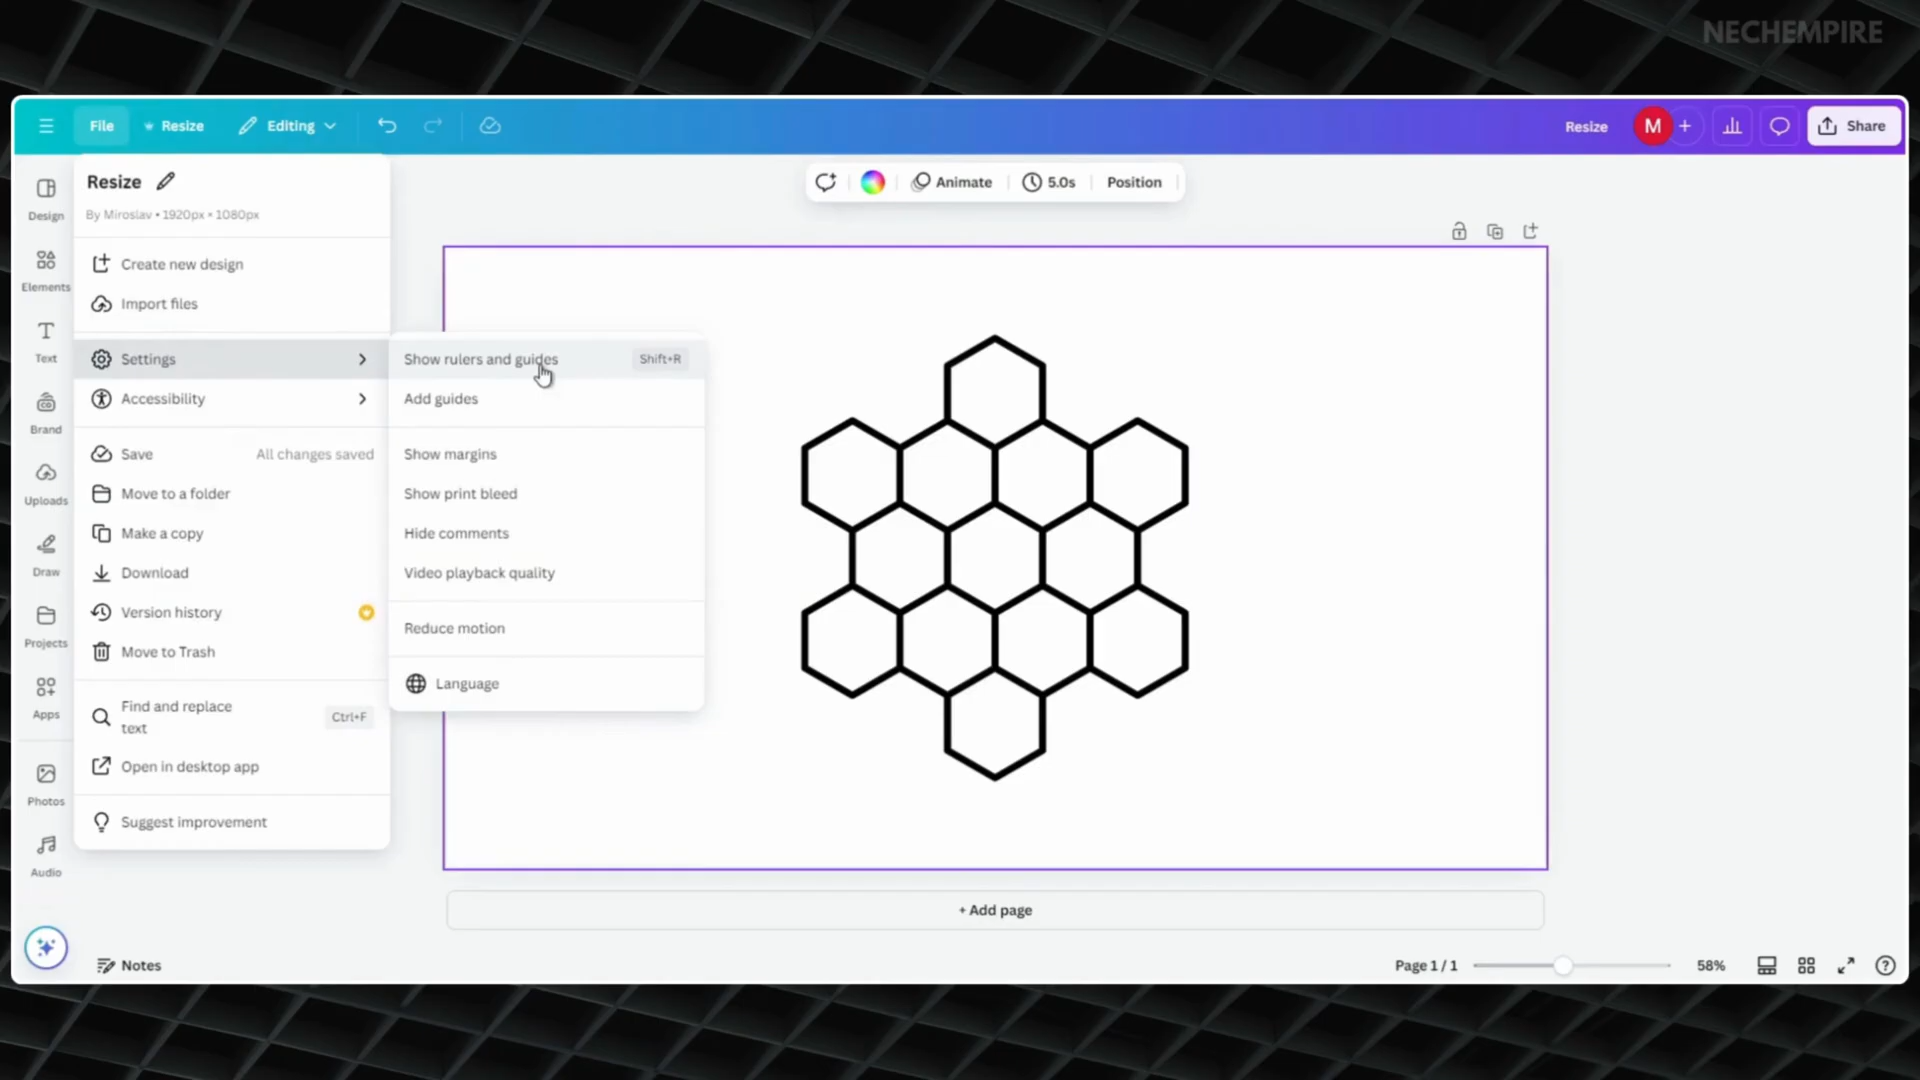 NECHEMPIRE
File
Resize
Editing
Resize
M
+
Share
Resize
By Miroslav • 1920px × 1080px
Create new design
Import files
Settings
Accessibility
Save
All changes saved
Move to a folder
Make a copy
Download
Version history
Move to Trash
Find and replace
text
Ctrl+F
Open in desktop app
Suggest improvement
Show rulers and guides
Shift+R
Add guides
Show margins
Show print bleed
Hide comments
Video playback quality
Reduce motion
Language
Design
Elements
Text
Brand
Uploads
Draw
Projects
Apps
Photos
Audio
Animate
5.0s
Position
+ Add page
Notes
Page 1 / 1
58%